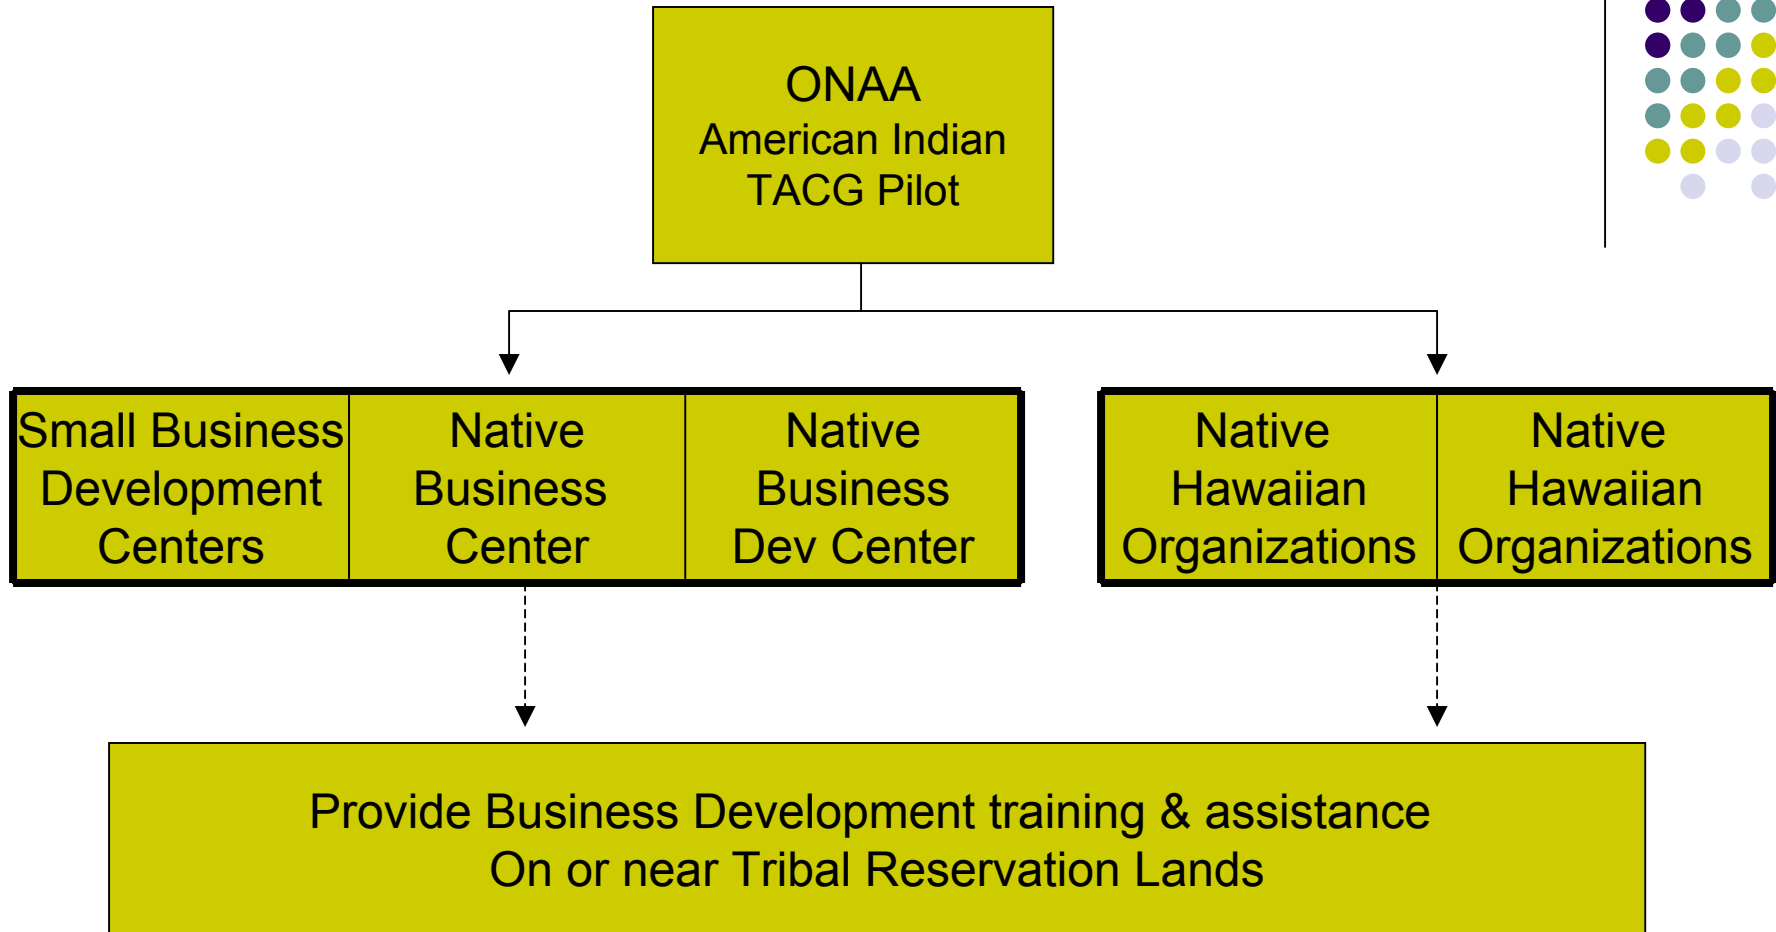 ONAA
American Indian
TACG Pilot
Small Business
Development
Centers
Native
Business
Center
Native
Business
Dev Center
Native
Hawaiian
Organizations
Native
Hawaiian
Organizations
Provide Business Development training & assistance
On or near Tribal Reservation Lands